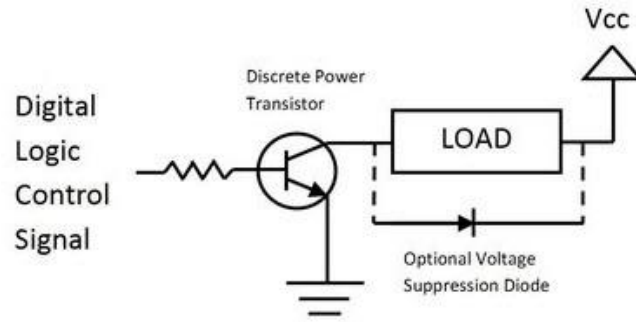 Vcc
Discrete Power
Transistor
Digital
Logic
Control
Signal
LOAD
Optional Voltage
Suppression Diode